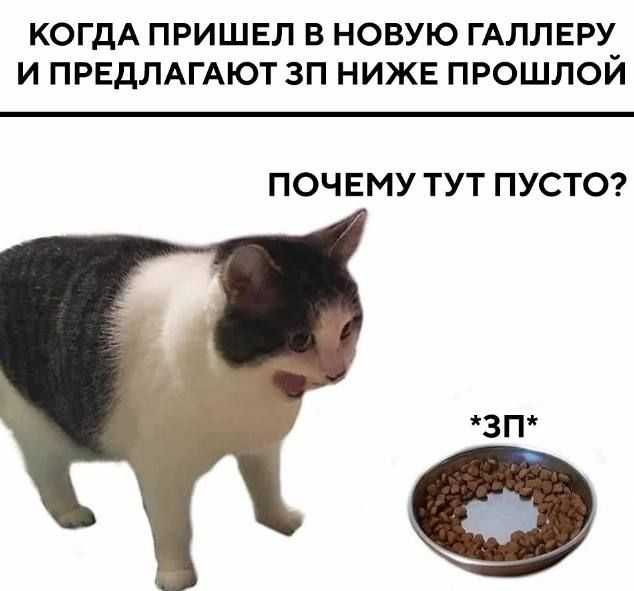 КОГДА ПРИШЕЛ В НОВУЮ ГАЛЛЕРУ
И ПРЕДЛАГАЮТ ЗП НИЖЕ ПРОШЛОЙ
ПОЧЕМУ ТУТ ПУСТО?
*ЗП*